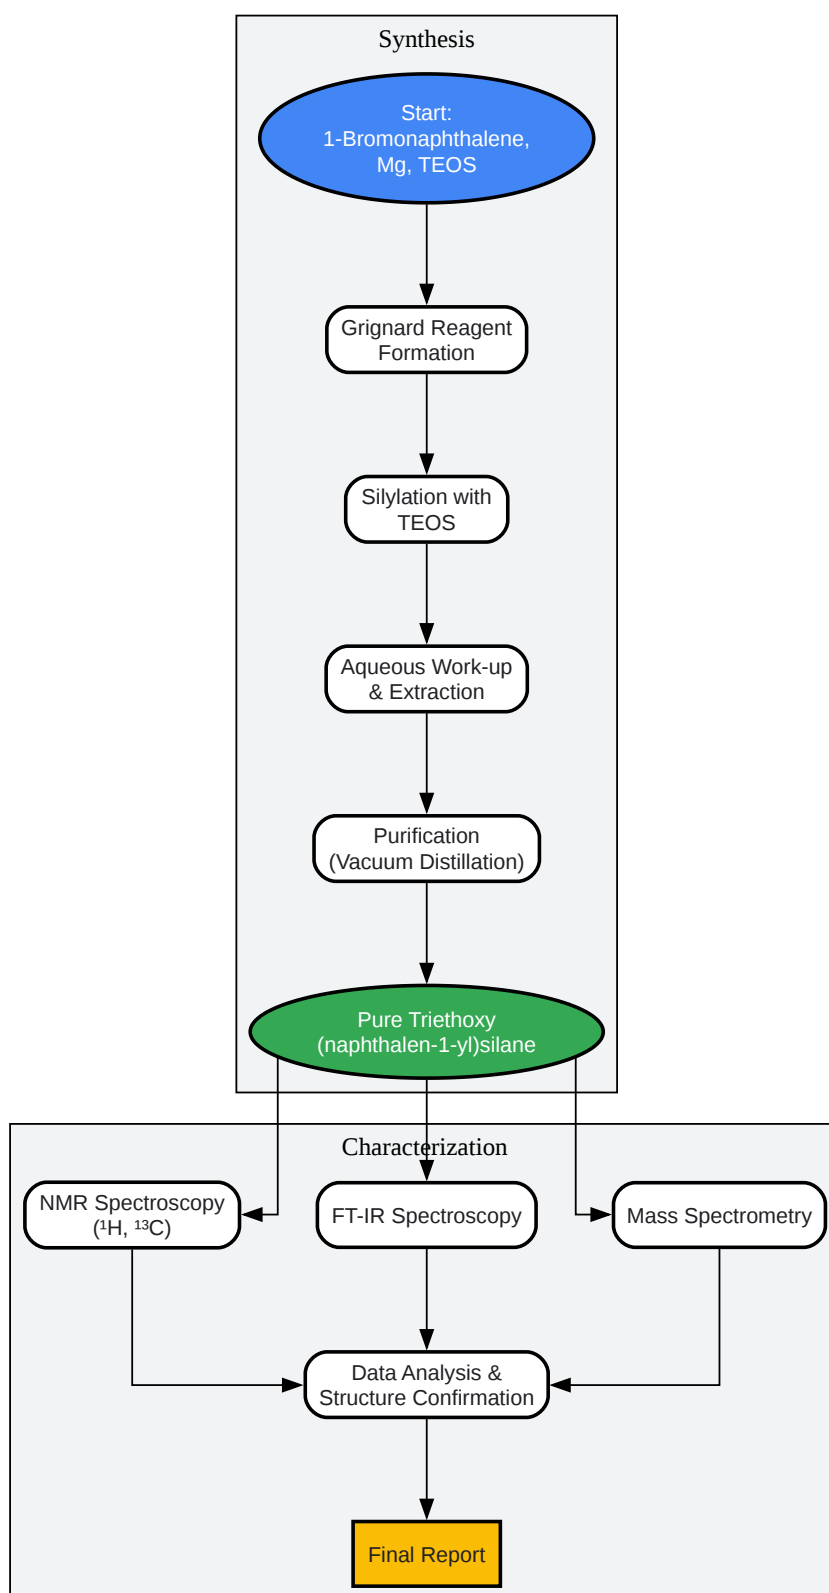 Synthesis
Start:
1-Bromonaphthalene,
Mg, TEOS
Grignard Reagent
Formation
Silylation with
TEOS
Aqueous Work-up
& Extraction
Purification
(Vacuum Distillation)
Pure Triethoxy
(naphthalen-1-yl)silane
Characterization
NMR Spectroscopy
(¹H, ¹³C)
FT-IR Spectroscopy
Mass Spectrometry
Data Analysis &
Structure Confirmation
Final Report